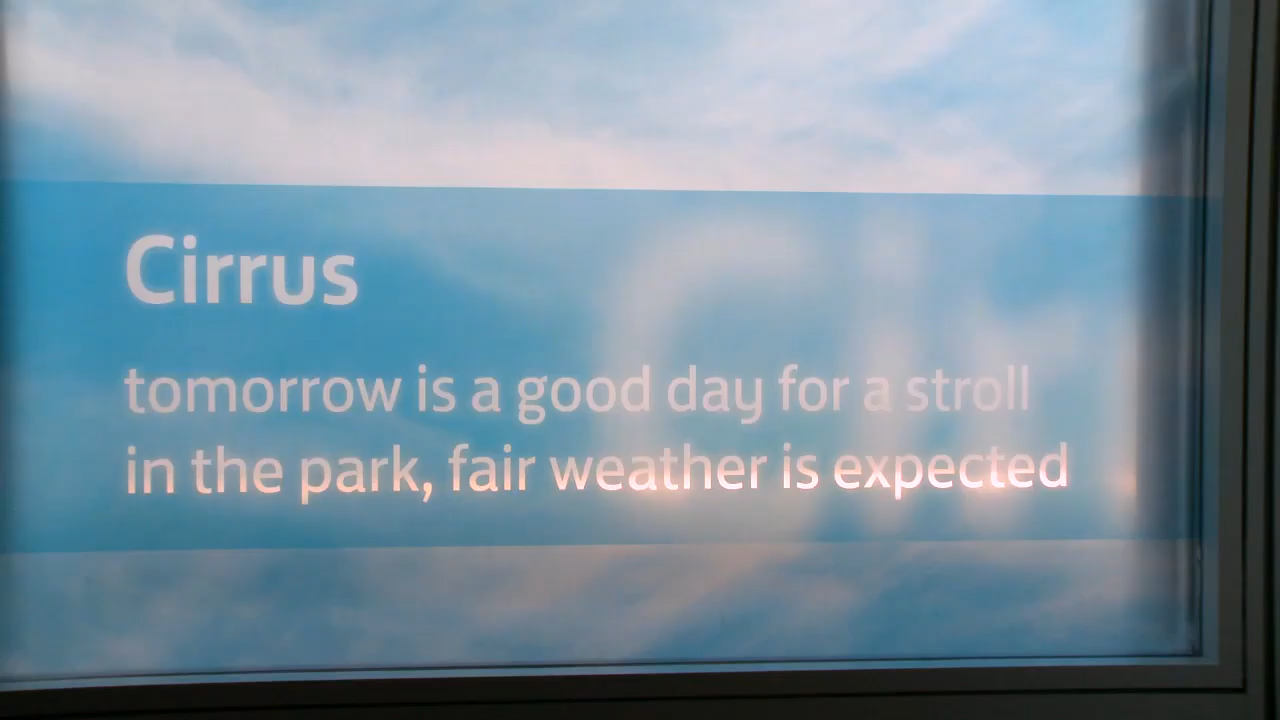 Cirrus
tomorrow is a good day for a stroll
in the park, fair weather is expected